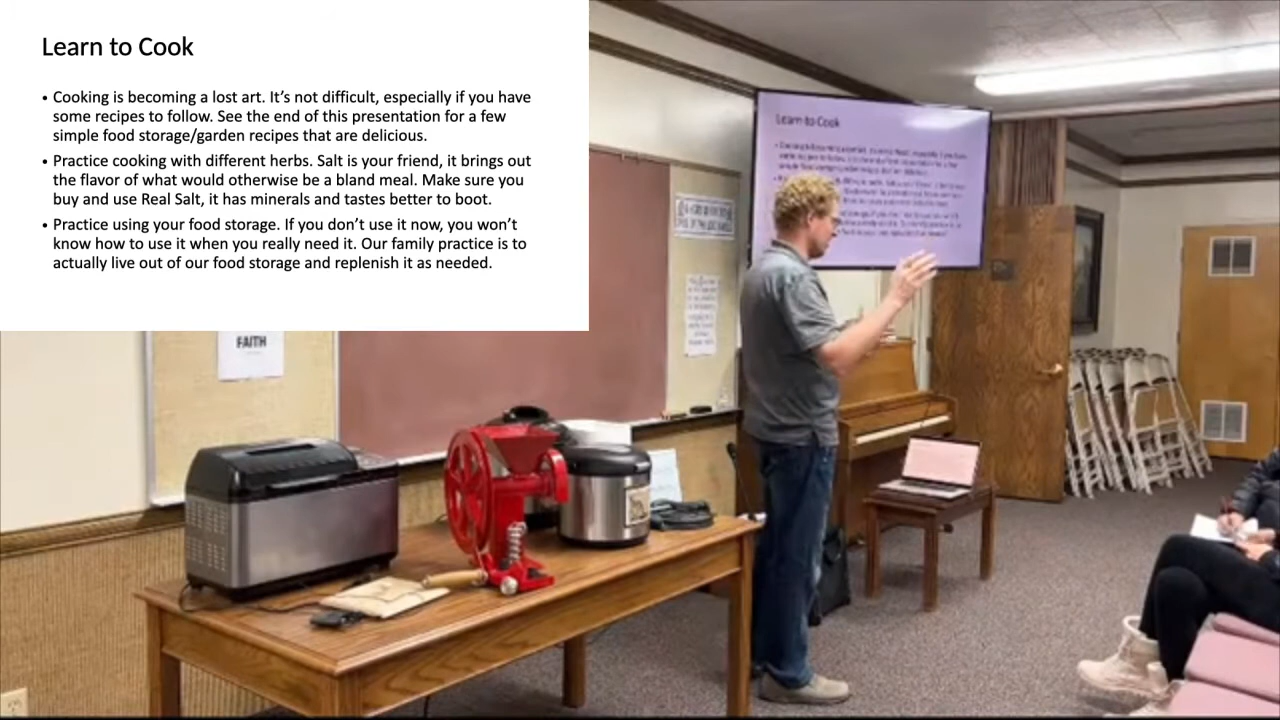 Learn to Cook
• Cooking is becoming a lost art. It’s not difficult, especially if you have
some recipes to follow. See the end of this presentation for a few
simple food storage/garden recipes that are delicious.
• Practice cooking with different herbs. Salt is your friend, it brings out
the flavor of what would otherwise be a bland meal. Make sure you
buy and use Real Salt, it has minerals and tastes better to boot.
• Practice using your food storage. If you don’t use it now, you won’t
know how to use it when you really need it. Our family practice is to
actually live out of our food storage and replenish it as needed.
Learn to Cook
FAITH